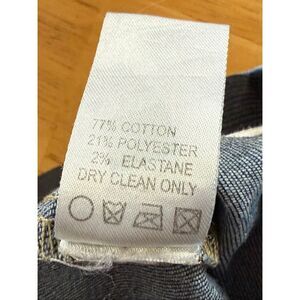 77% COTTON
21% POLYESTER
2% ELASTANE
DRY CLEAN ONLY